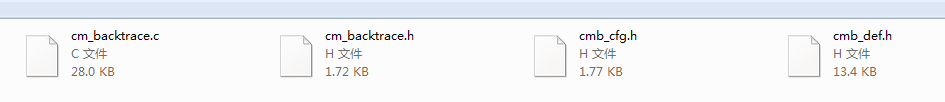 cm_backtrace.c
C 文件
28.0 KB
cm_backtrace.h
H 文件
1.72 KB
cmb_cfg.h
H 文件
1.77 KB
cmb_def.h
H 文件
13.4 KB